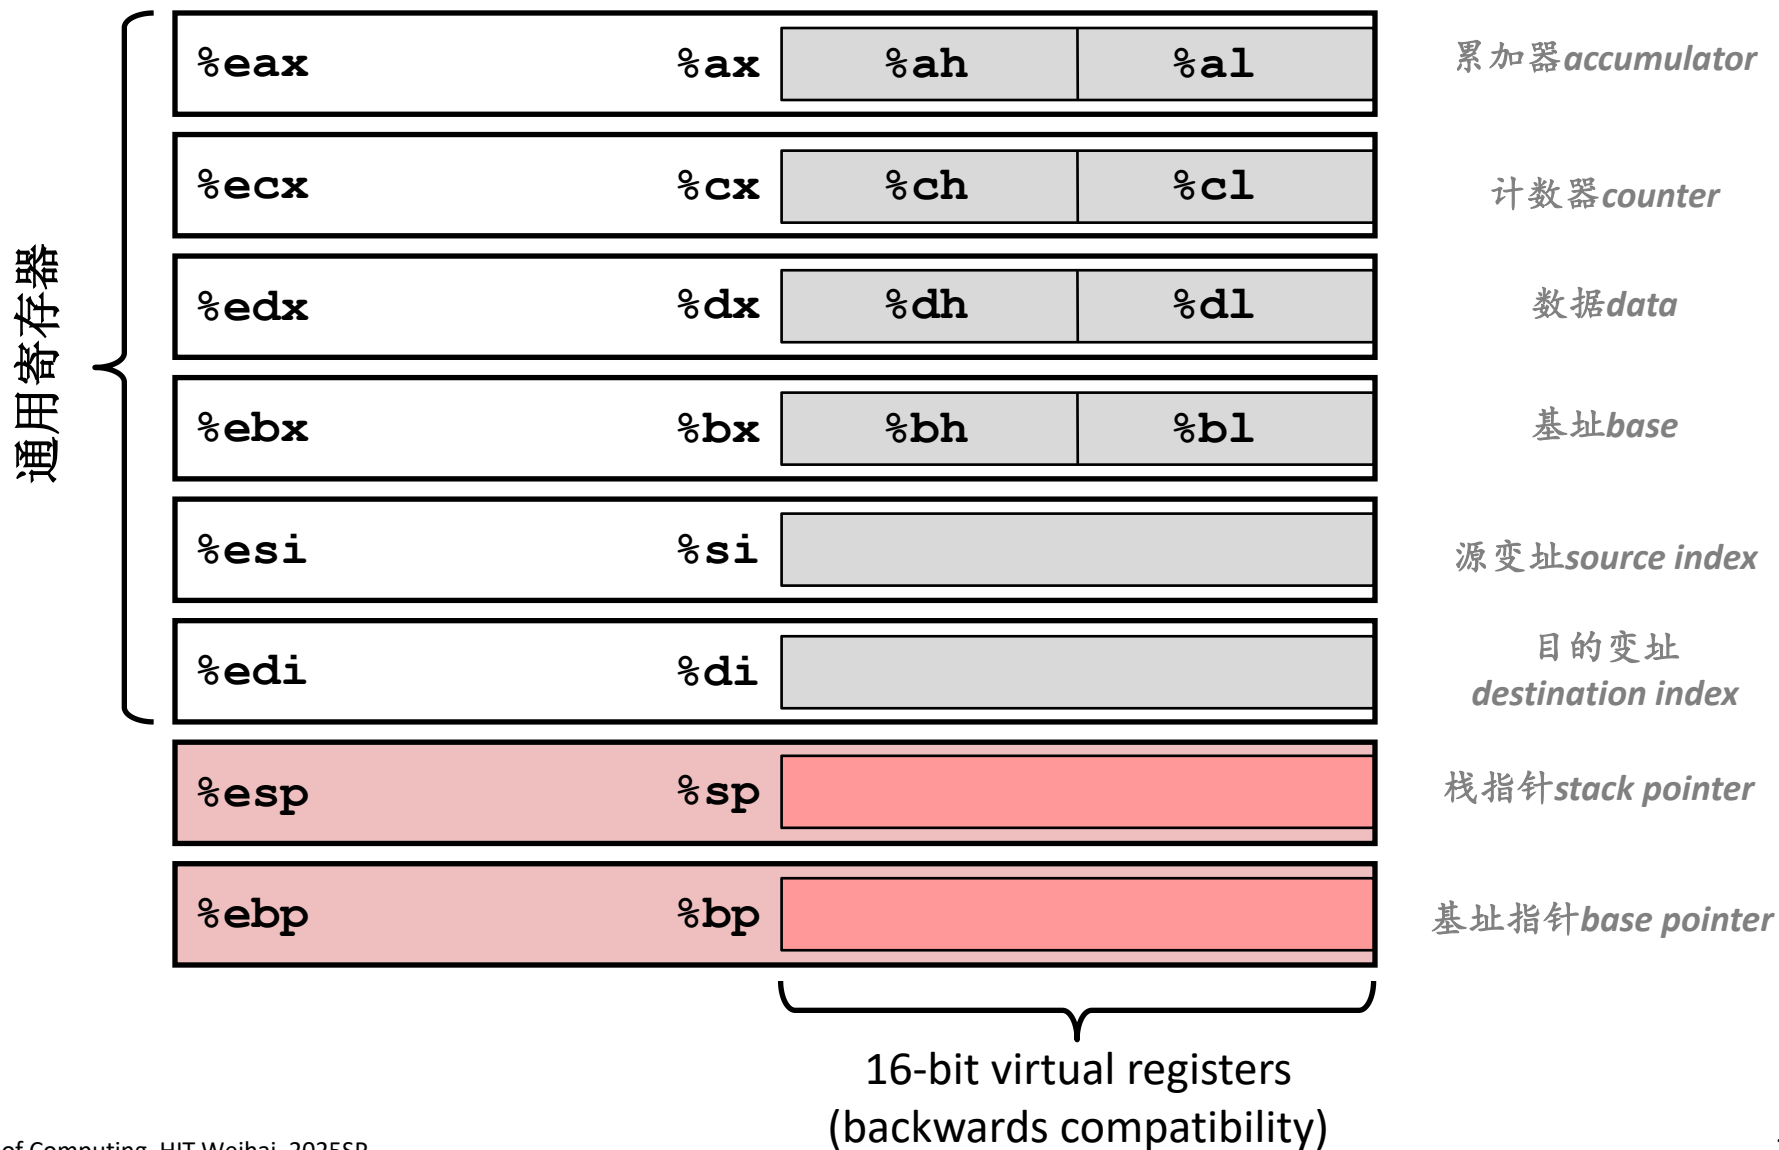 通用寄存器
%eax %ax %ah %al 累加器accumulator
%ecx %cx %ch %cl 计数器counter
%edx %dx %dh %dl 数据data
%ebx %bx %bh %bl 基址base
%esi %si 源变址source index
%edi %di 目的变址
destination index
%esp %sp 栈指针stack pointer
%ebp %bp 基址指针base pointer
16-bit virtual registers
(backwards compatibility)
of Computing, HIT Weihai, 2025SP